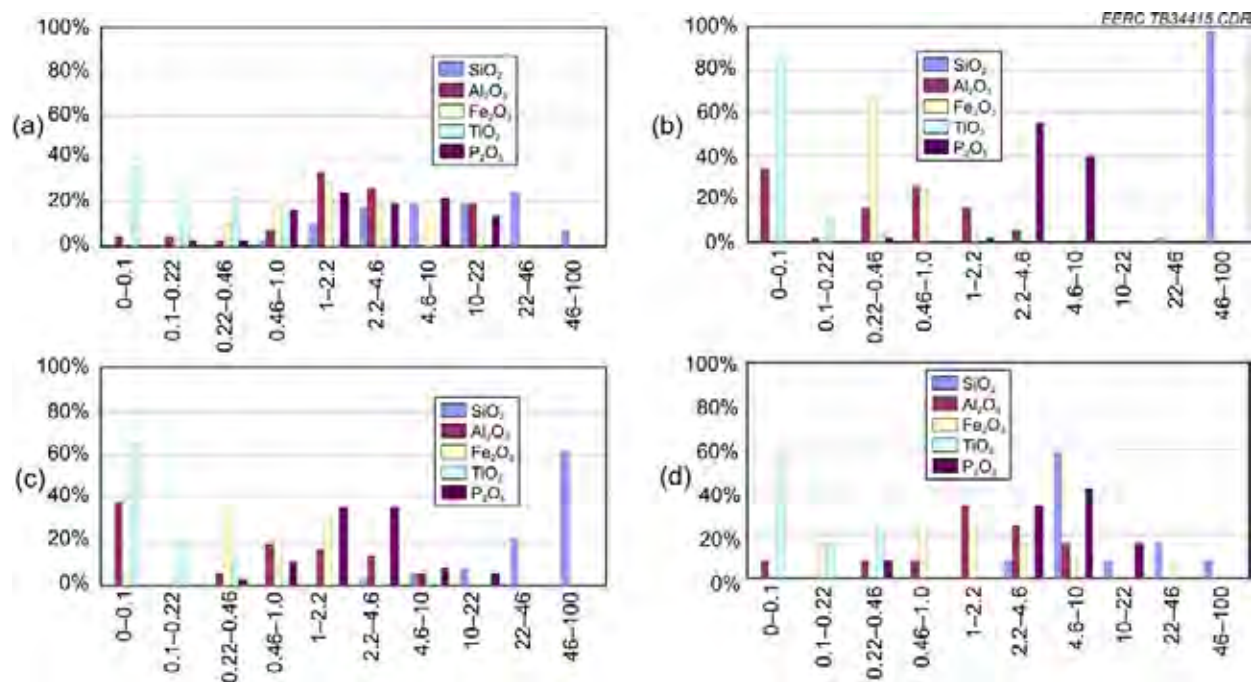 EERC TB34415 CDR
(a)
100%
80%
60%
40%
20%
0%
SiO₂
Al₂O₃
Fe₂O₃
TiO₂
P₂O₅
0–0.1
0.1–0.22
0.22–0.46
0.46–1.0
1–2.2
2.2–4.6
4.6–10
10–22
22–46
46–100
(b)
100%
80%
60%
40%
20%
0%
SiO₂
Al₂O₃
Fe₂O₃
TiO₂
P₂O₅
0–0.1
0.1–0.22
0.22–0.46
0.46–1.0
1–2.2
2.2–4.6
4.6–10
10–22
22–46
46–100
(c)
100%
80%
60%
40%
20%
0%
SiO₂
Al₂O₃
Fe₂O₃
TiO₂
P₂O₅
0–0.1
0.1–0.22
0.22–0.46
0.46–1.0
1–2.2
2.2–4.6
4.6–10
10–22
22–46
46–100
(d)
100%
80%
60%
40%
20%
0%
SiO₂
Al₂O₃
Fe₂O₃
TiO₂
P₂O₅
0–0.1
0.1–0.22
0.22–0.46
0.46–1.0
1–2.2
2.2–4.6
4.6–10
10–22
22–46
46–100